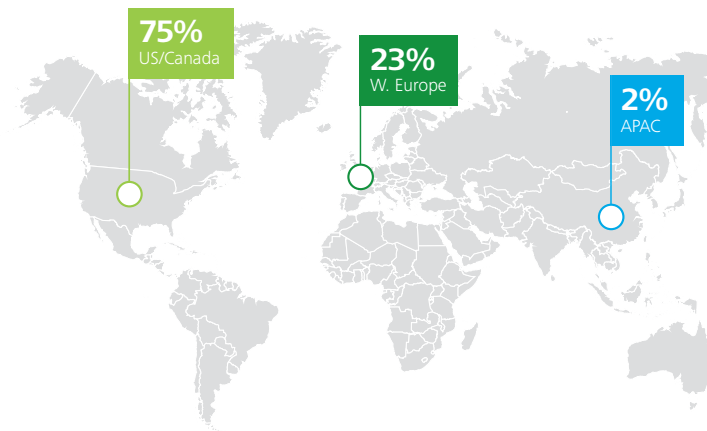 75%
US/Canada
23%
W. Europe
2%
APAC